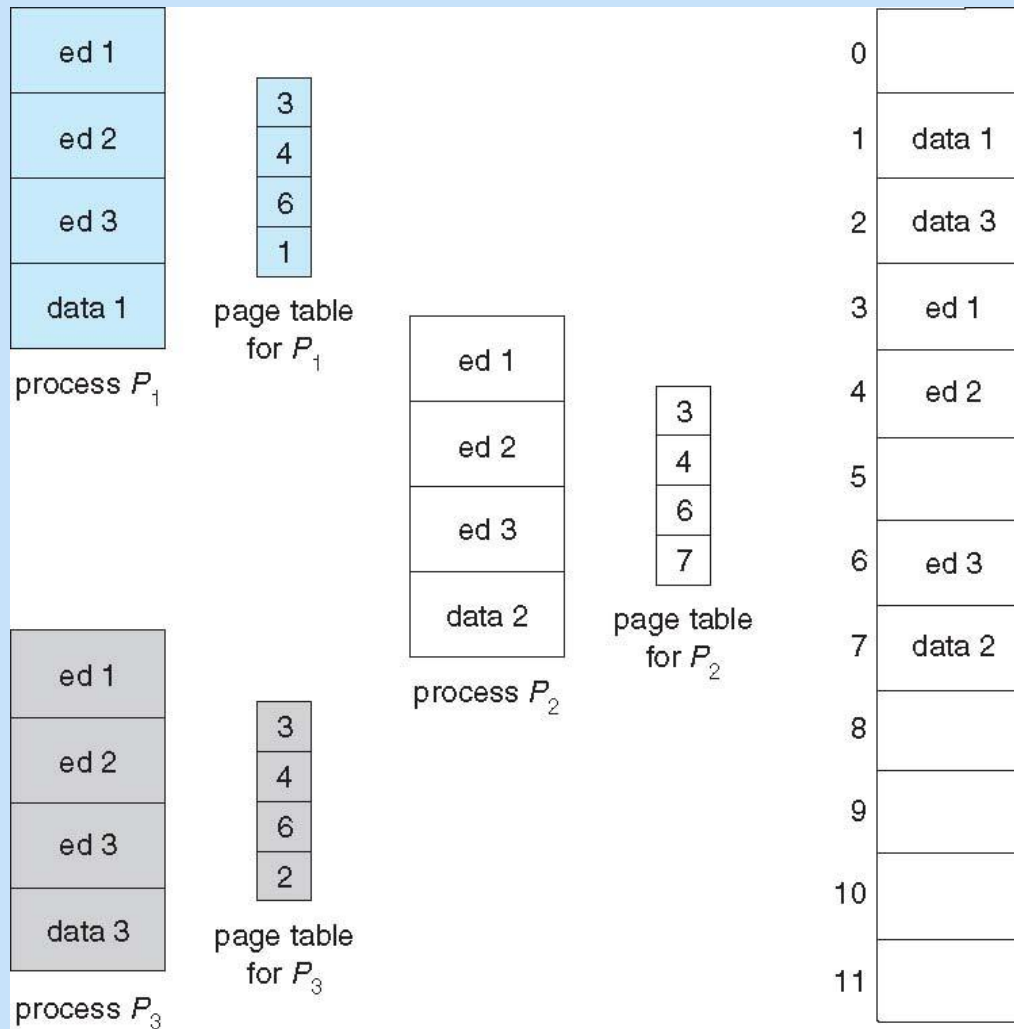 ed 1
ed 2
ed 3
data 1
process P1
3
4
6
1
page table
for P1
ed 1
ed 2
ed 3
data 2
process P2
3
4
6
7
page table
for P2
ed 1
ed 2
ed 3
data 3
process P3
3
4
6
2
page table
for P3
0
1 data 1
2 data 3
3 ed 1
4 ed 2
5
6 ed 3
7 data 2
8
9
10
11